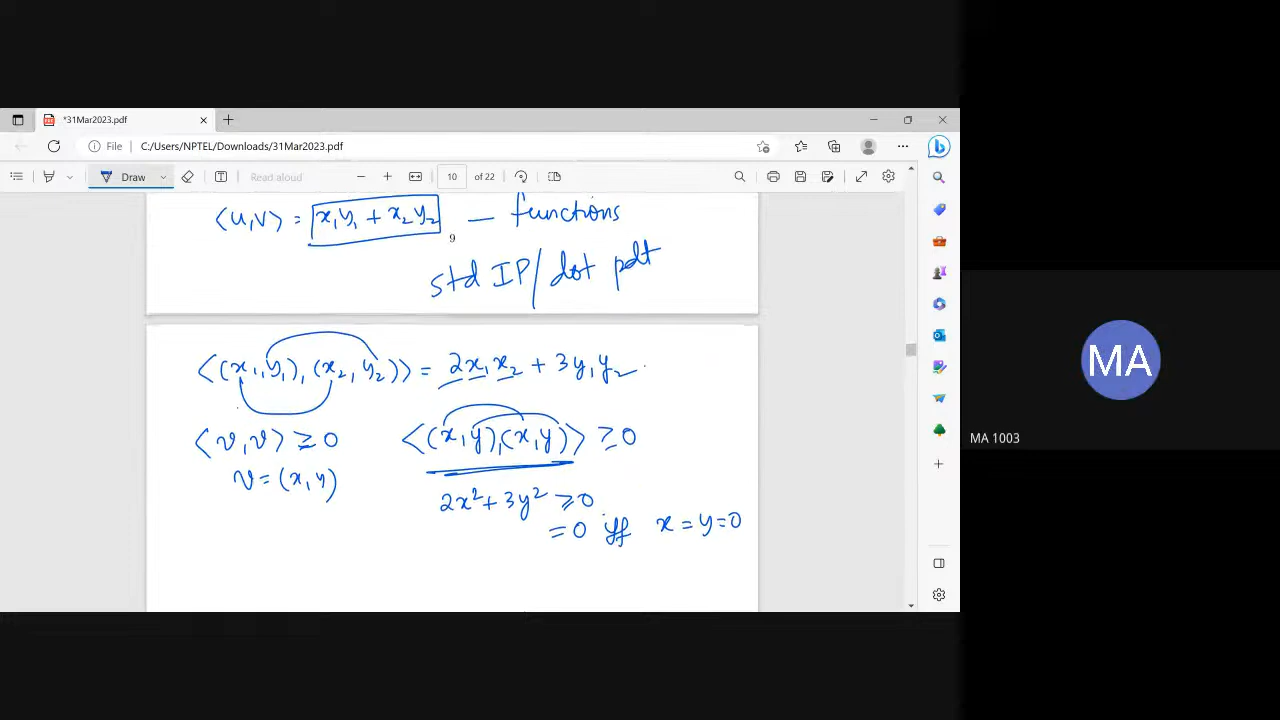 *31Mar2023.pdf
File C:/Users/NPTEL/Downloads/31Mar2023.pdf
Draw Read aloud 10 of 22
⟨u,v⟩ = x₁y₁ + x₂y₂ — functions
9
std IP/dot pdt
⟨(x₁,y₁),(x₂,y₂)⟩ = 2x₁x₂ + 3y₁y₂
⟨v,v⟩ ≥ 0 ⟨(x,y),(x,y)⟩ ≥ 0
v = (x,y)
2x² + 3y² ≥ 0
= 0 iff x = y = 0
MA
MA 1003